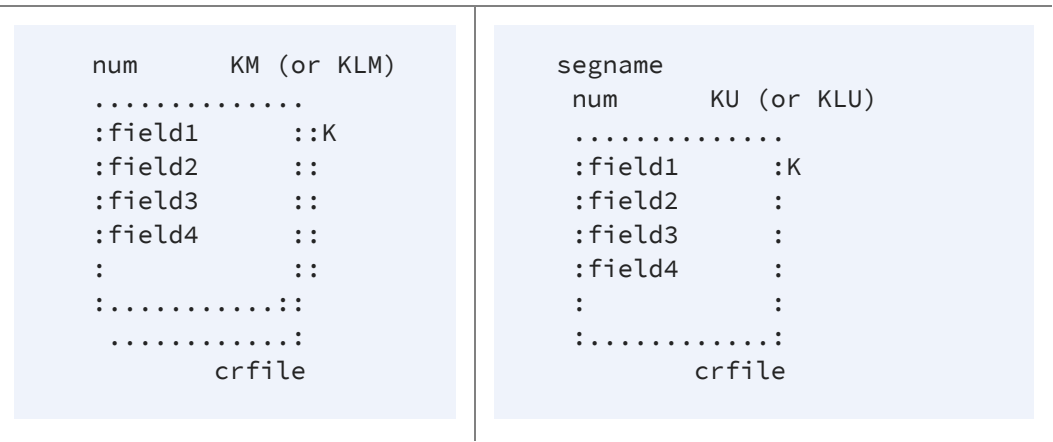 num      KM (or KLM)
..............
:field1      ::K
:field2      ::
:field3      ::
:field4      ::
:            ::
:............::
 ............:
        crfile
segname
 num      KU (or KLU)
 ..............
 :field1      :K
 :field2      :
 :field3      :
 :field4      :
 :            :
 :............:
         crfile